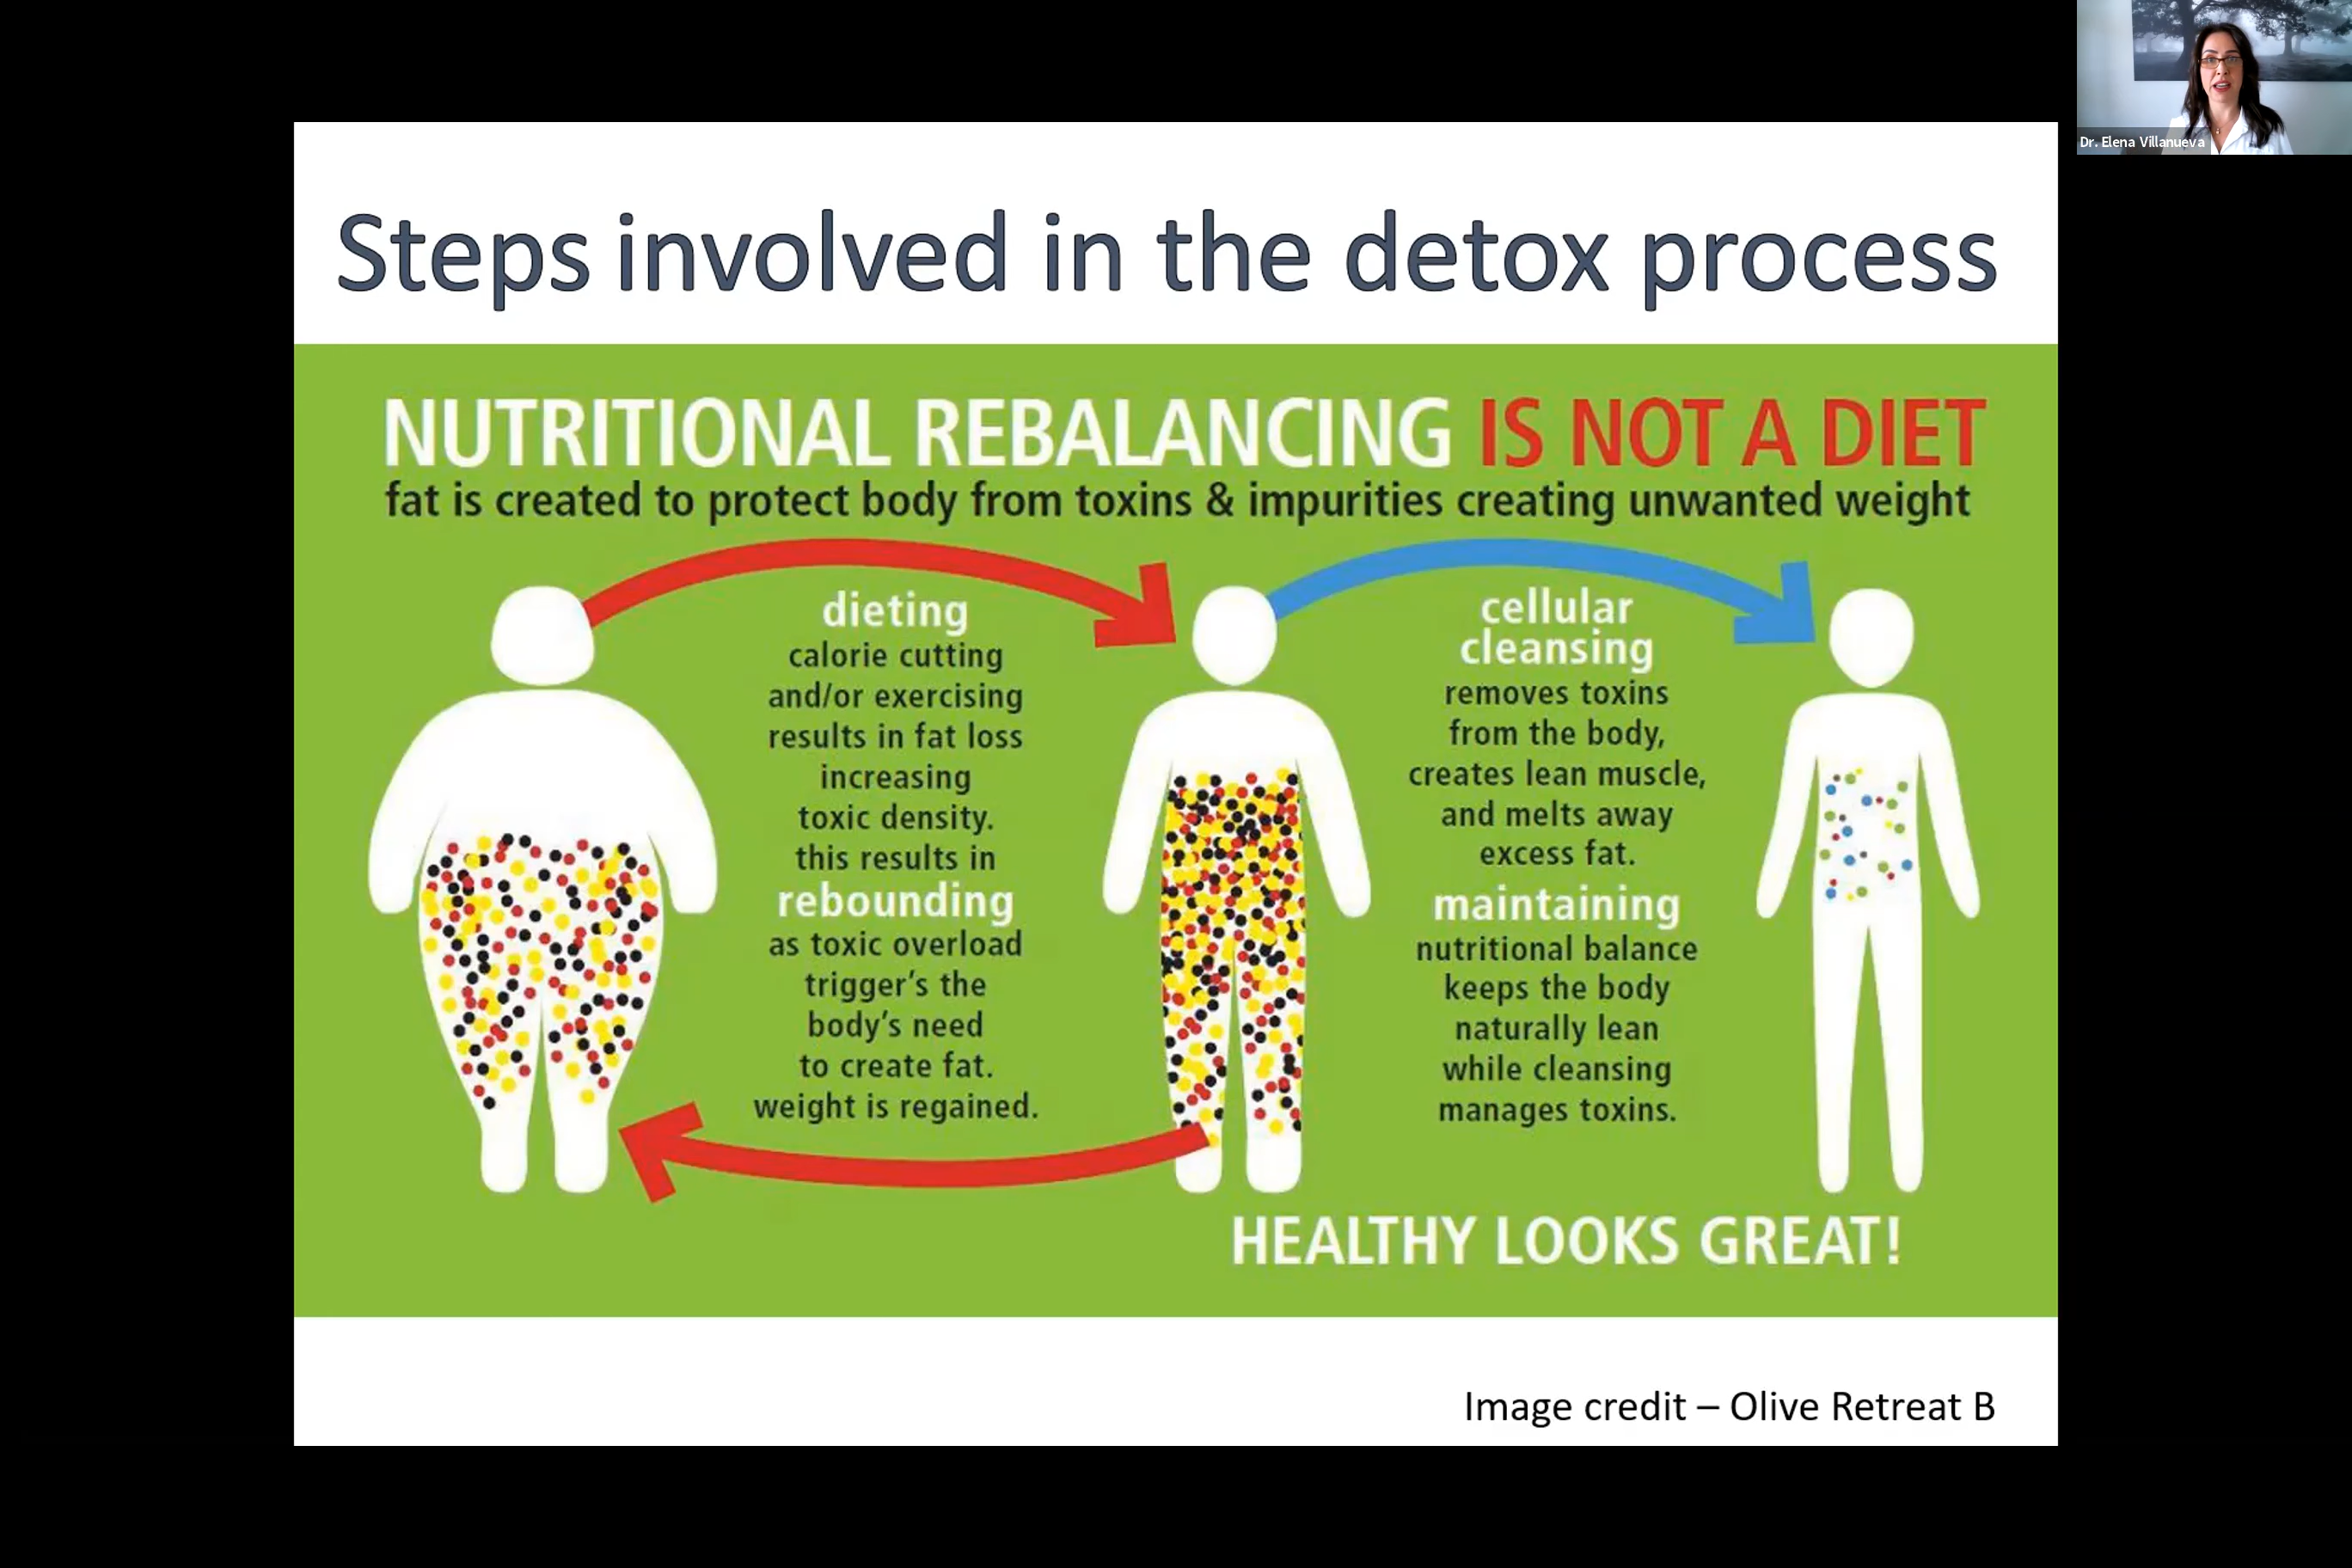 Dr. Elena Villanueva
Steps involved in the detox process
NUTRITIONAL REBALANCING IS NOT A DIET
fat is created to protect body from toxins & impurities creating unwanted weight
dieting
calorie cutting
and/or exercising
results in fat loss
increasing
toxic density.
this results in
rebounding
as toxic overload
trigger's the
body's need
to create fat.
weight is regained.
cellular
cleansing
removes toxins
from the body,
creates lean muscle,
and melts away
excess fat.
maintaining
nutritional balance
keeps the body
naturally lean
while cleansing
manages toxins.
HEALTHY LOOKS GREAT!
Image credit – Olive Retreat B